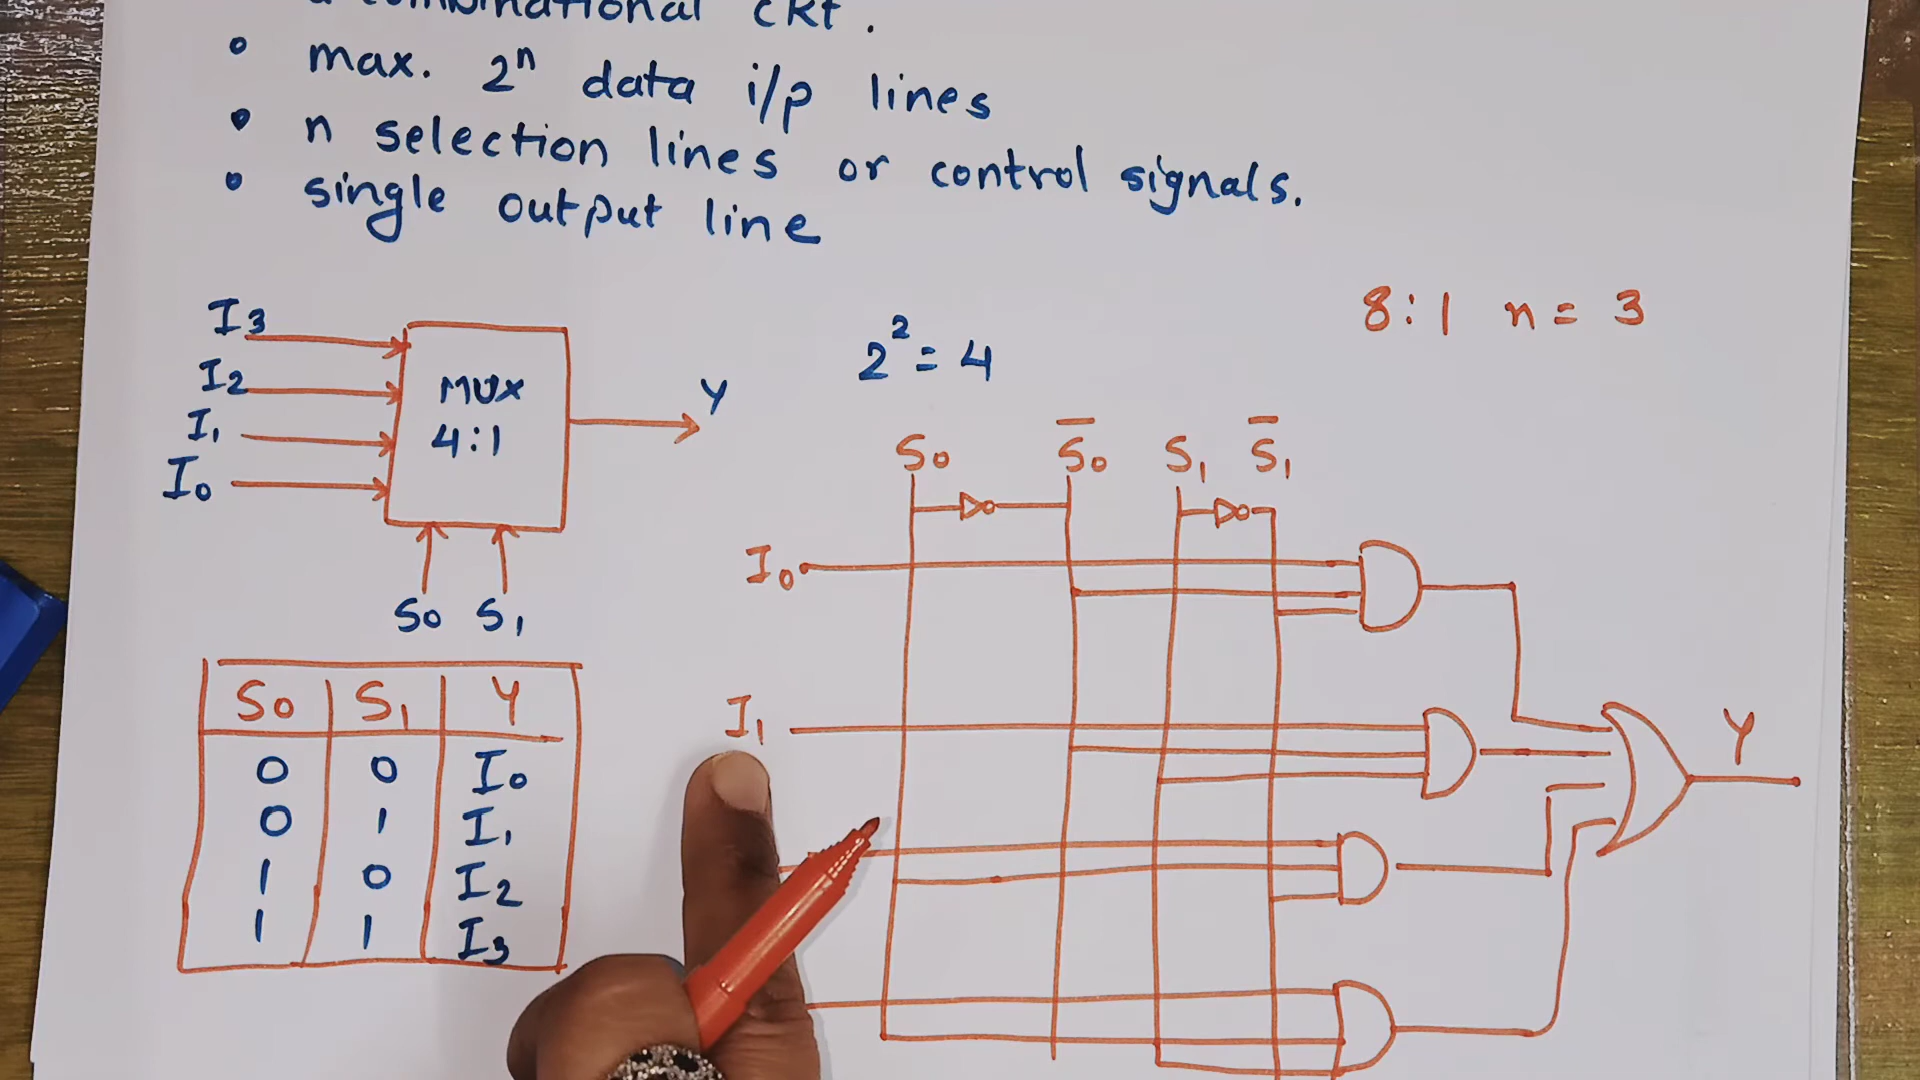 a combinational ckt.
• max. 2ⁿ data i/p lines
• n selection lines or control signals.
• single output line
8:1 n = 3
2² = 4
I3
I2
I1
I0
MUX
4:1
Y
S0 S1
S0 S1 Y
0 0 I0
0 1 I1
1 0 I2
1 1 I3
S0 S̅0 S1 S̅1
I0
I1
Y